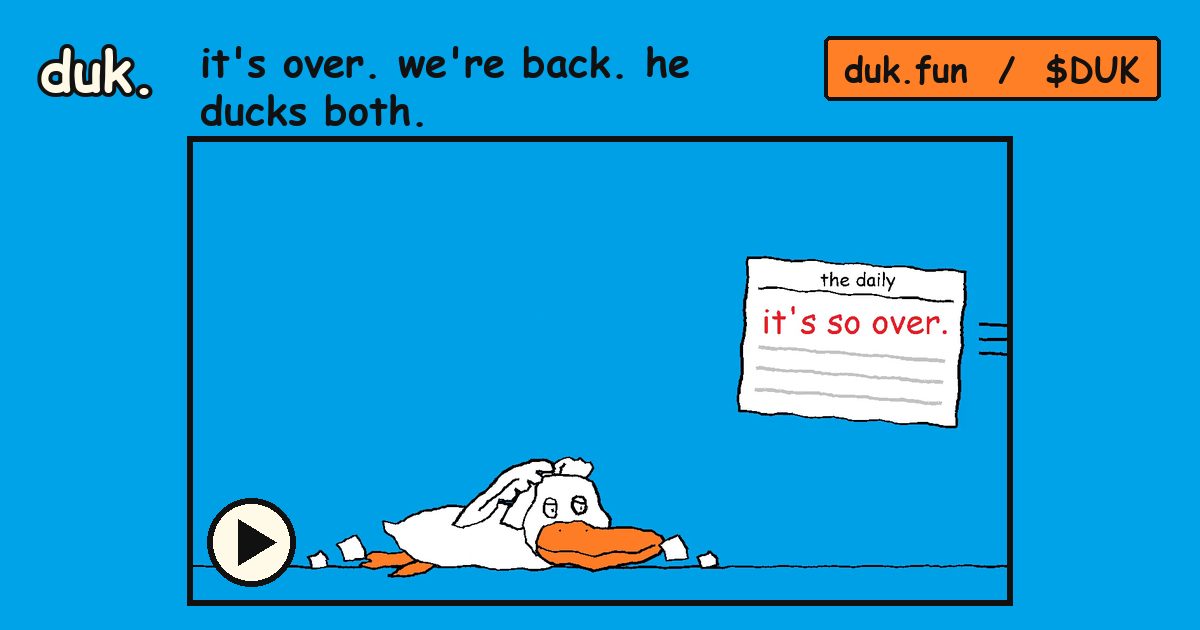 duk.
it's over. we're back. he
ducks both.
duk.fun / $DUK
the daily
it's so over.